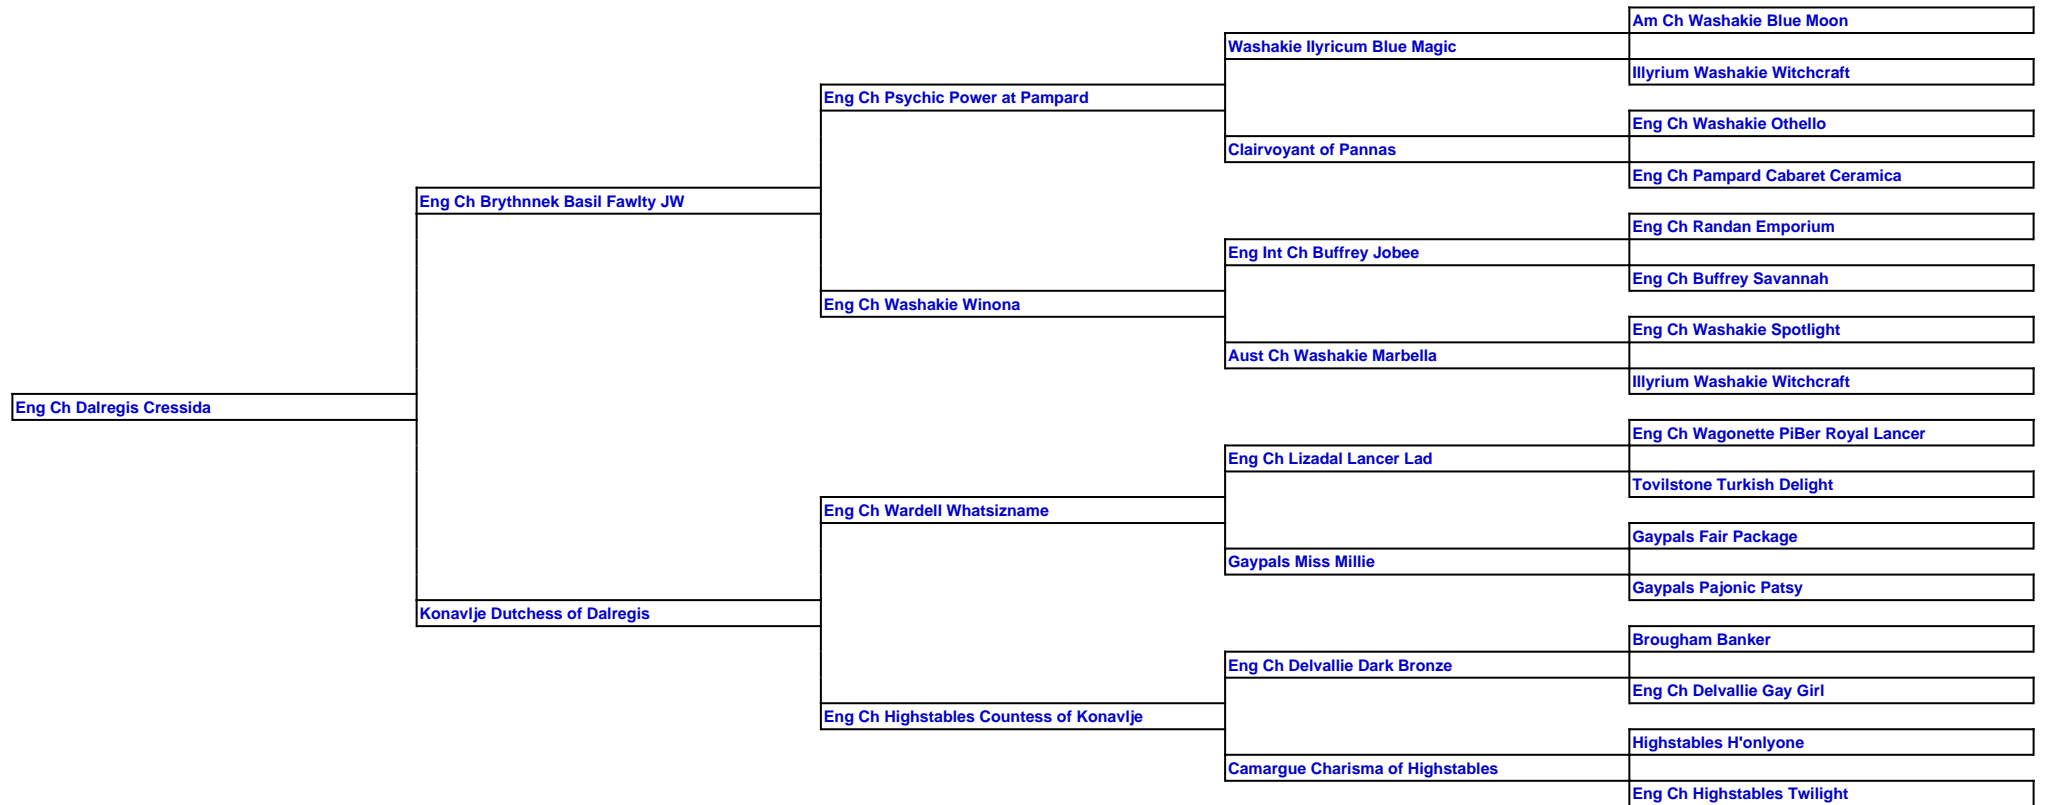 Am Ch Washakie Blue Moon
Washakie Ilyricum Blue Magic
Illyrium Washakie Witchcraft
Eng Ch Psychic Power at Pampard
Eng Ch Washakie Othello
Clairvoyant of Pannas
Eng Ch Pampard Cabaret Ceramica
Eng Ch Brythnnek Basil Fawlty JW
Eng Ch Randan Emporium
Eng Int Ch Buffrey Jobee
Eng Ch Buffrey Savannah
Eng Ch Washakie Winona
Eng Ch Washakie Spotlight
Aust Ch Washakie Marbella
Illyrium Washakie Witchcraft
Eng Ch Dalregis Cressida
Eng Ch Wagonette PiBer Royal Lancer
Eng Ch Lizadal Lancer Lad
Tovilstone Turkish Delight
Eng Ch Wardell Whatsizname
Gaypals Fair Package
Gaypals Miss Millie
Gaypals Pajonic Patsy
Konavlje Dutchess of Dalregis
Brougham Banker
Eng Ch Delvallie Dark Bronze
Eng Ch Delvallie Gay Girl
Eng Ch Highstables Countess of Konavlje
Highstables H'onlyone
Camargue Charisma of Highstables
Eng Ch Highstables Twilight